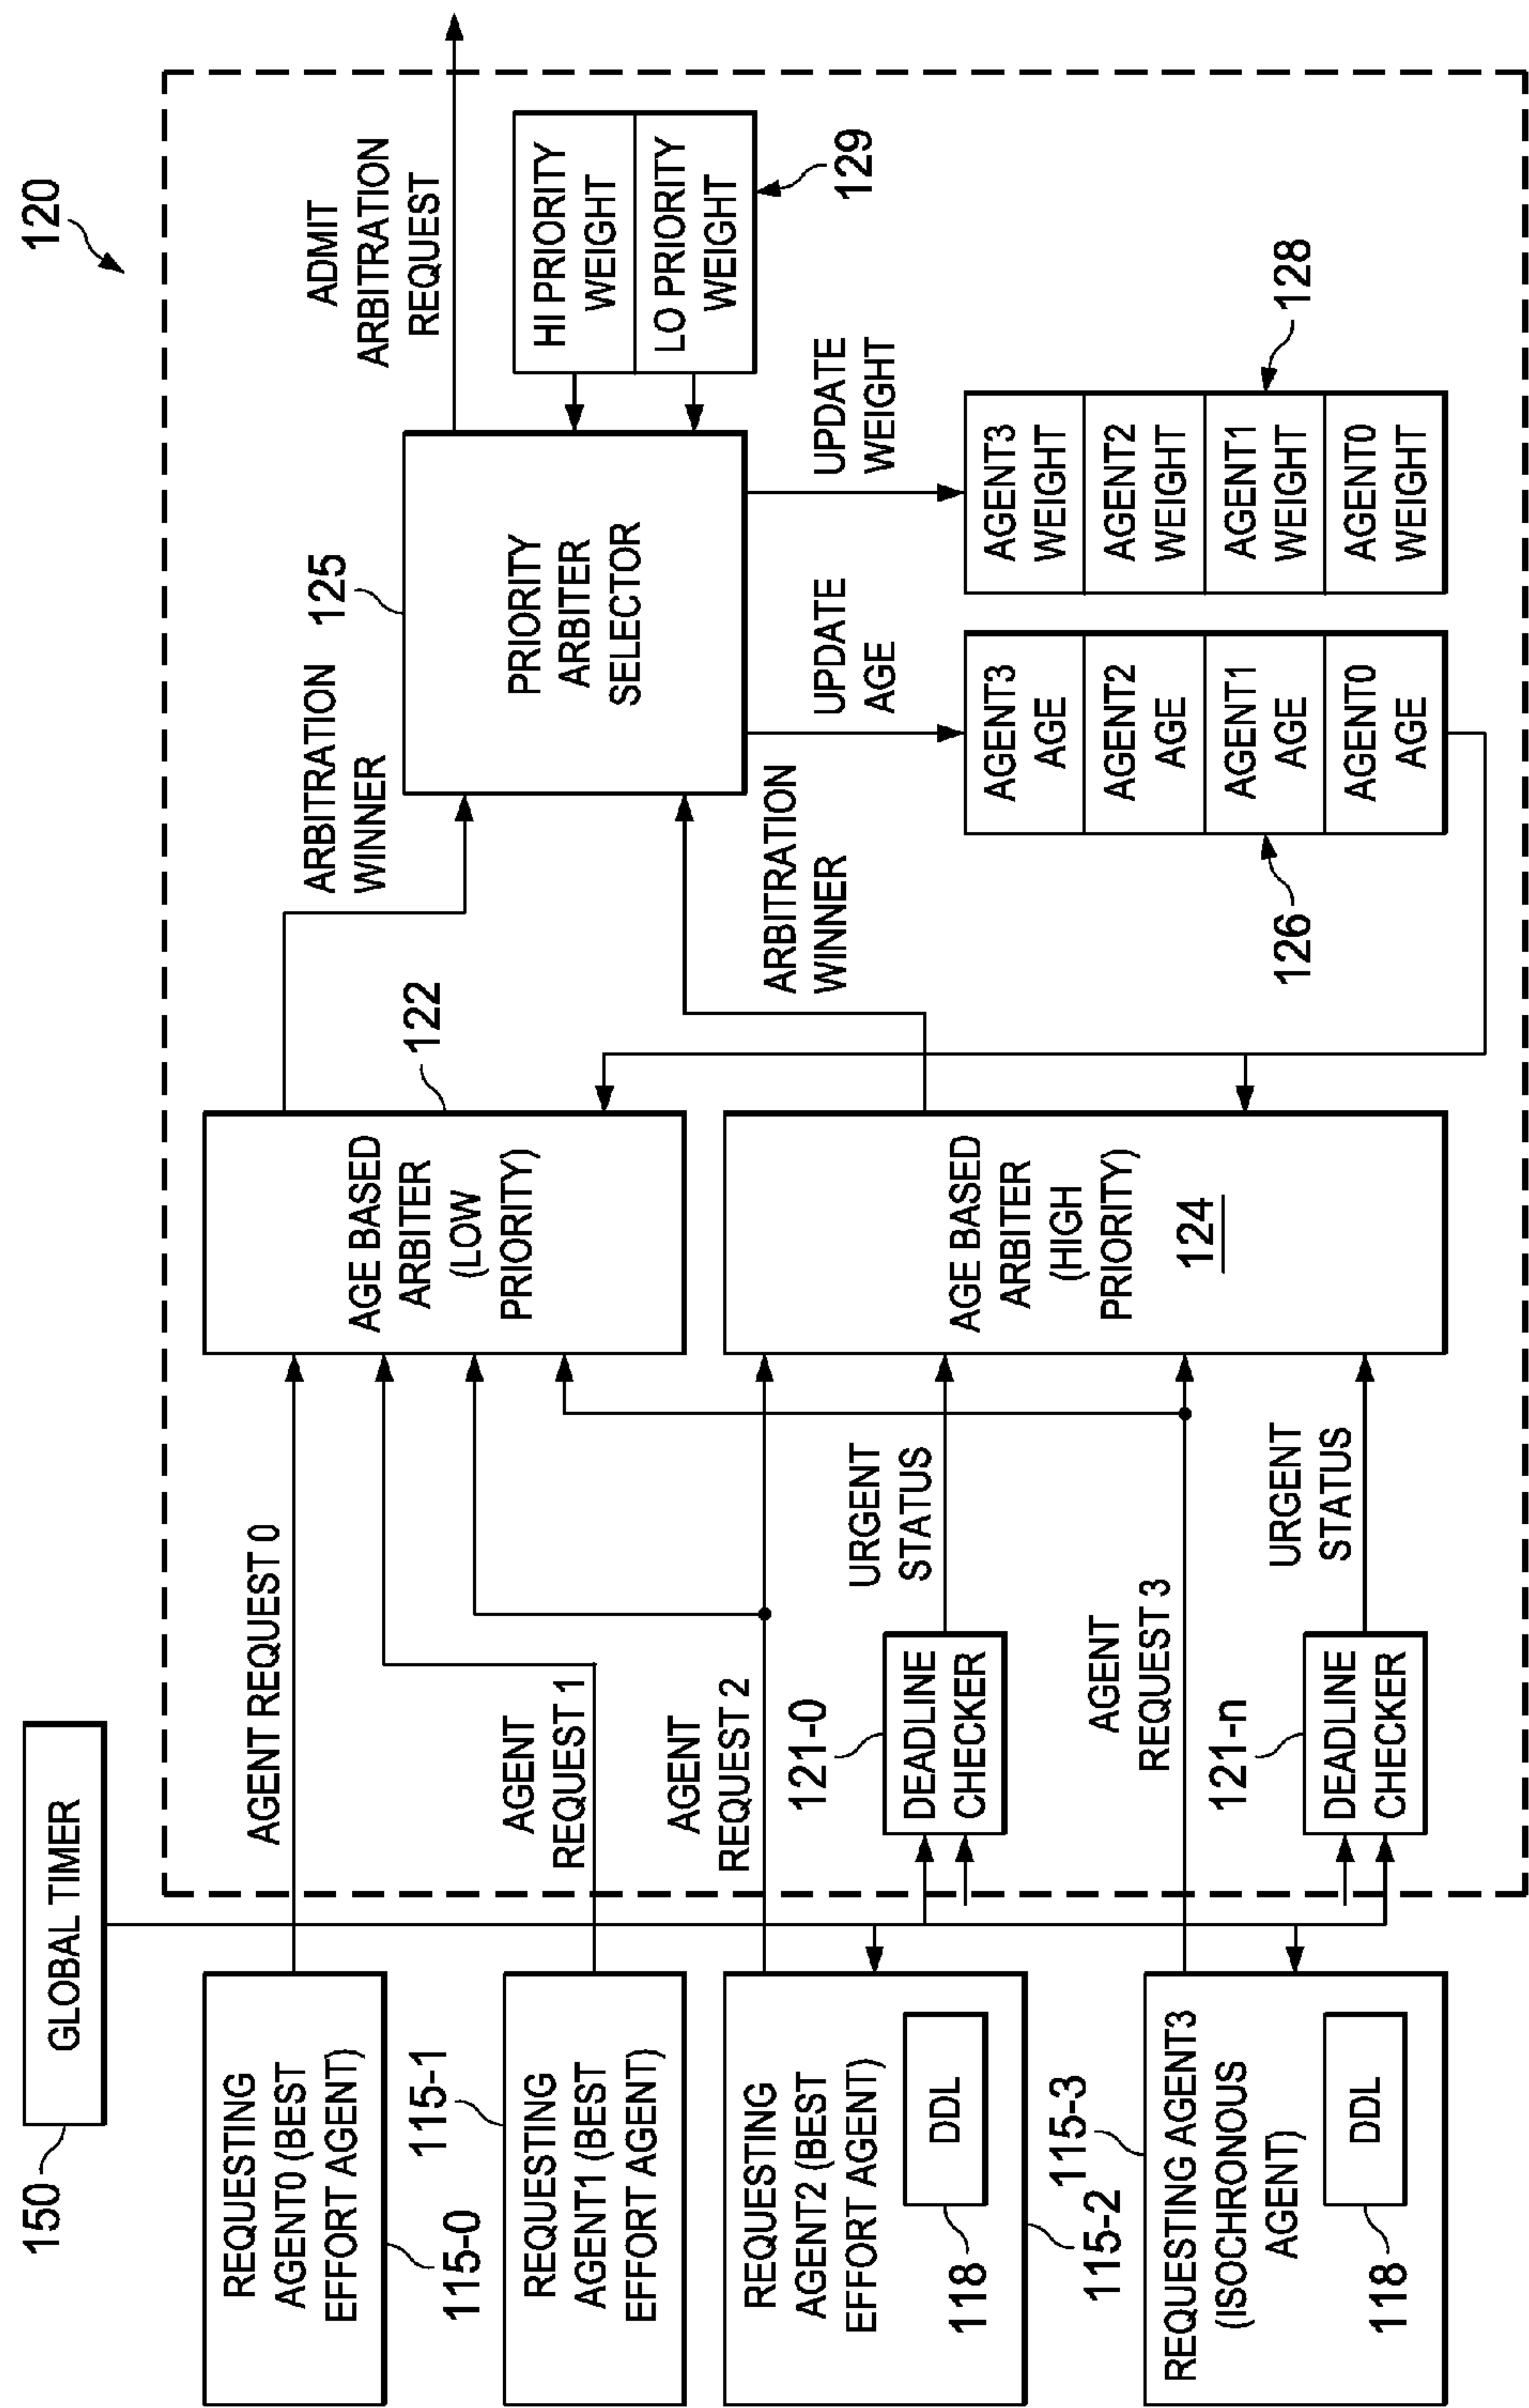 120
150
GLOBAL TIMER
REQUESTING
AGENT0 (BEST
EFFORT AGENT)
115-0
REQUESTING
AGENT1 (BEST
EFFORT AGENT)
115-1
REQUESTING
AGENT2 (BEST
EFFORT AGENT)
DDL
118
115-2
115-3
REQUESTING AGENT3
(ISOCHRONOUS
AGENT)
DDL
118
AGENT REQUEST 0
AGENT
REQUEST 1
AGENT
REQUEST 2
121-0
DEADLINE
CHECKER
URGENT
STATUS
AGENT
REQUEST 3
121-n
DEADLINE
CHECKER
URGENT
STATUS
AGE BASED
ARBITER
(LOW
PRIORITY)
122
AGE BASED
ARBITER
(HIGH
PRIORITY)
124
ARBITRATION
WINNER
ARBITRATION
WINNER
125
PRIORITY
ARBITER
SELECTOR
ADMIT
ARBITRATION
REQUEST
HI PRIORITY
WEIGHT
LO PRIORITY
WEIGHT
129
UPDATE
AGE
UPDATE
WEIGHT
AGENT3
AGE
AGENT2
AGE
AGENT1
AGE
AGENT0
AGE
126
AGENT3
WEIGHT
AGENT2
WEIGHT
AGENT1
WEIGHT
AGENT0
WEIGHT
128